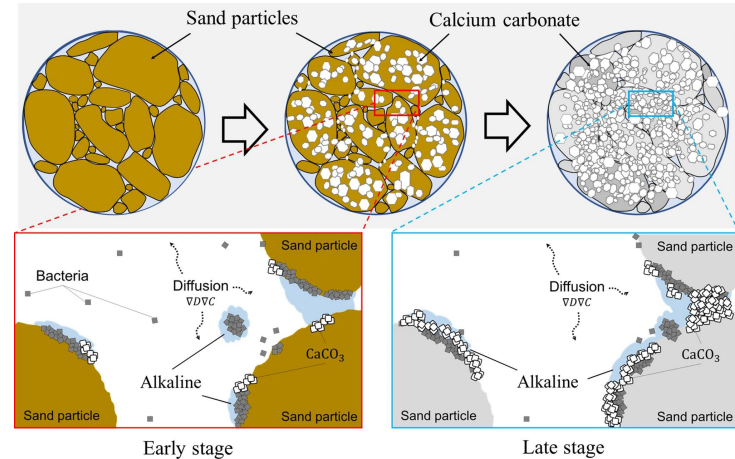 Sand particles
Calcium carbonate
Sand particle
Bacteria
Diffusion
∇D∇C
Alkaline
CaCO₃
Sand particle
Sand particle
Early stage
Sand particle
Diffusion
∇D∇C
Alkaline
CaCO₃
Sand particle
Sand particle
Late stage